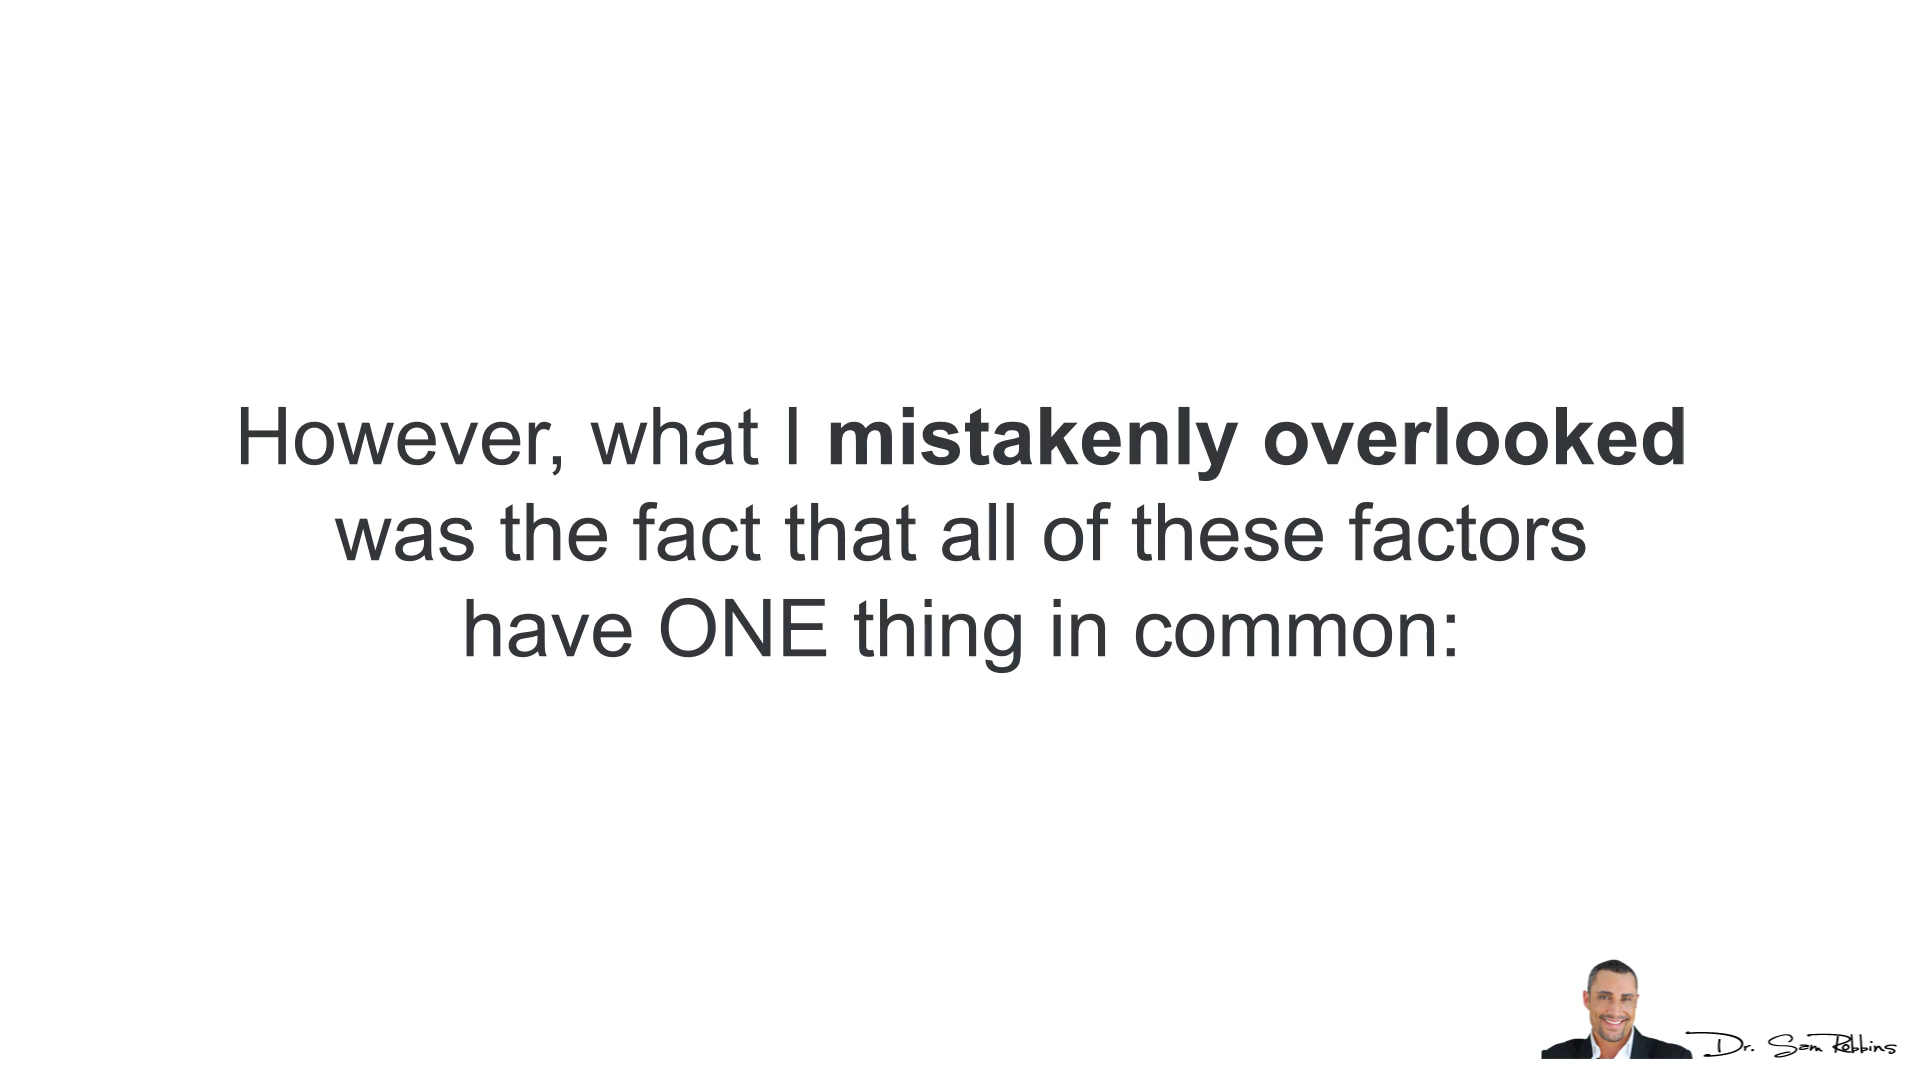 However, what I mistakenly overlooked
was the fact that all of these factors
have ONE thing in common:
Dr. Sam Robbins